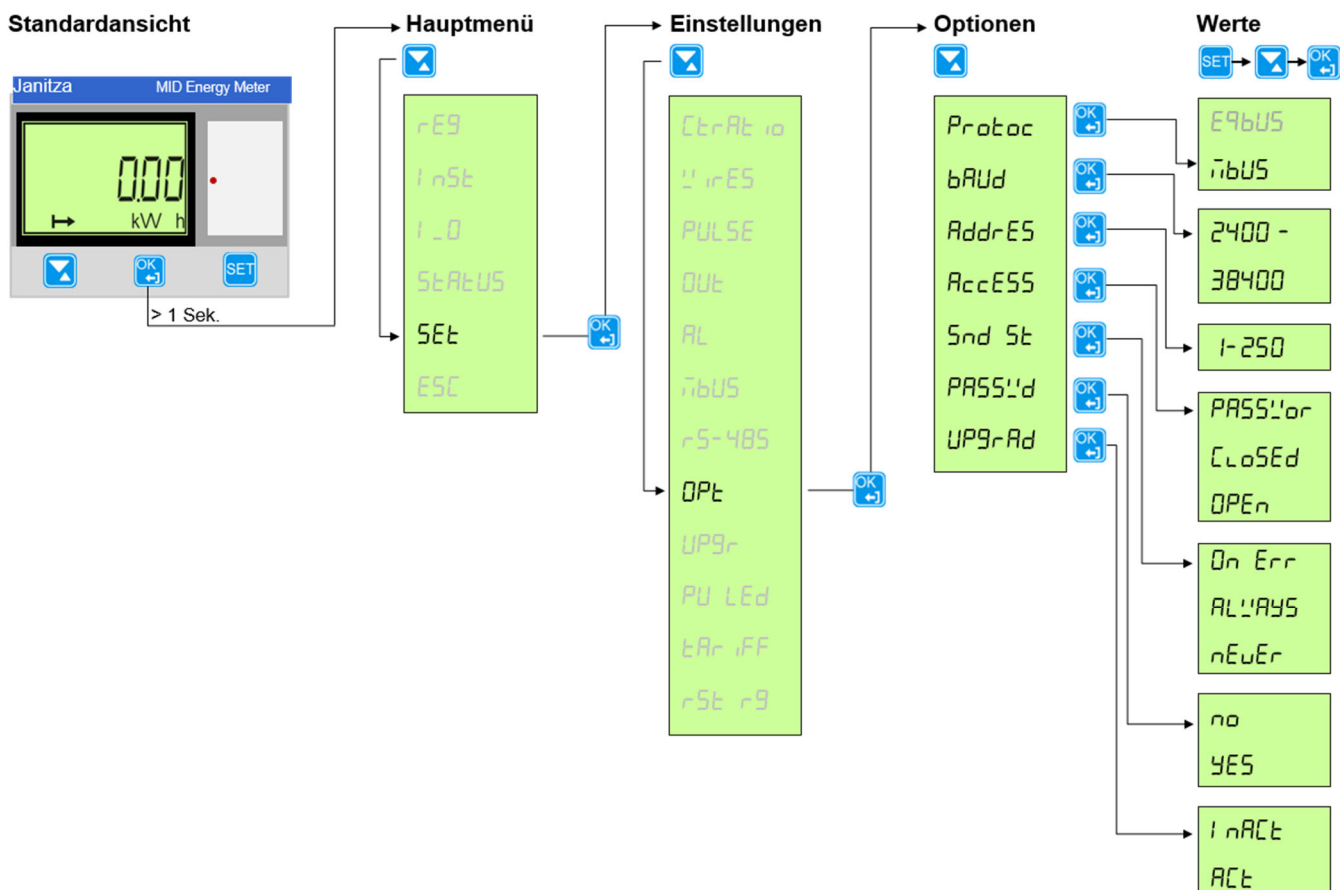 Standardansicht
Hauptmenü
Einstellungen
Optionen
Werte
SET
OK
Janitza MID Energy Meter
0.00
kW h
OK
SET
> 1 Sek.
rEg
InSt
I_O
StAtUS
SEt
ESC
OK
CtrAtio
WirES
PULSE
OUt
AL
mbUS
rS-485
OPt
UPgr
PU LEd
tAriFF
rSt rg
OK
Protoc
OK
bAUd
OK
AddrES
OK
AccESS
OK
Snd St
OK
PASSWd
OK
UPgrAd
OK
EqbUS
mbUS
2400 -
38400
1-250
PASSWor
CLoSEd
OPEn
On Err
ALWAYS
nEvEr
no
YES
InACt
ACt